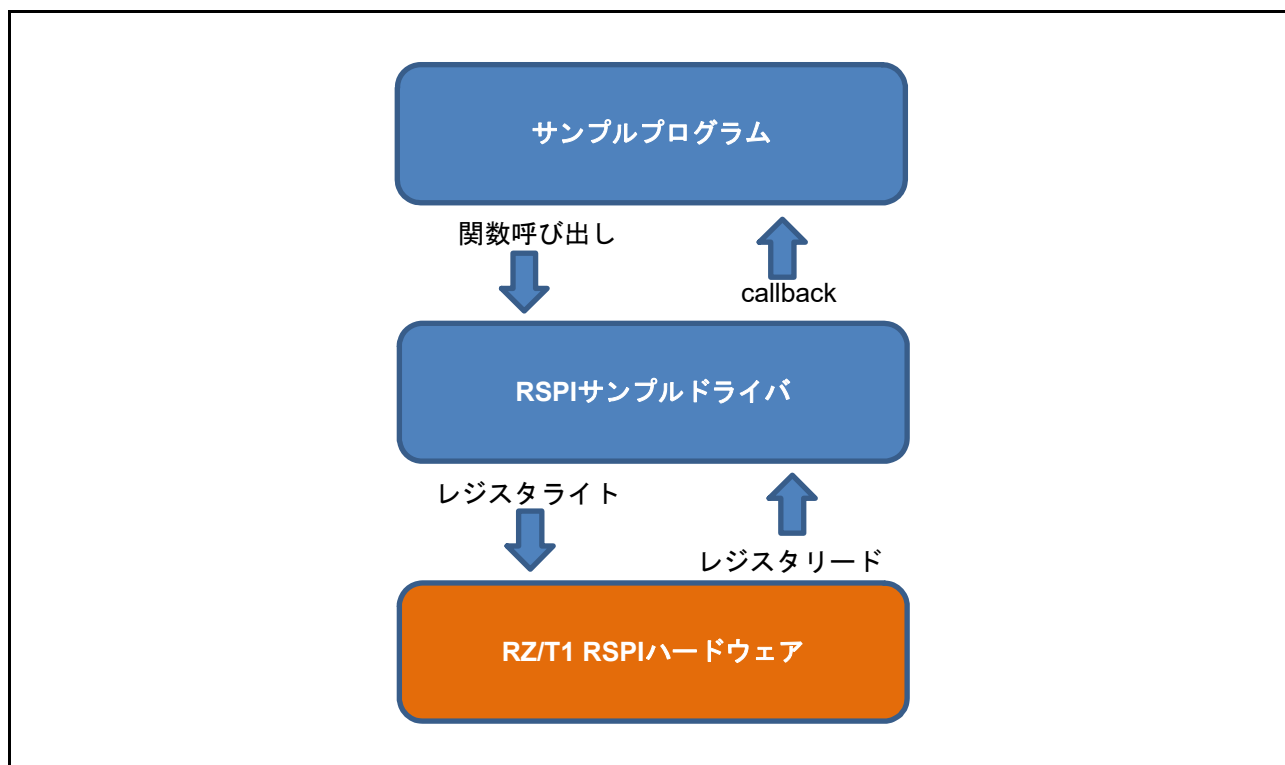 サンプルプログラム
関数呼び出し
callback
RSPIサンプルドライバ
レジスタライト
レジスタリード
RZ/T1 RSPIハードウェア